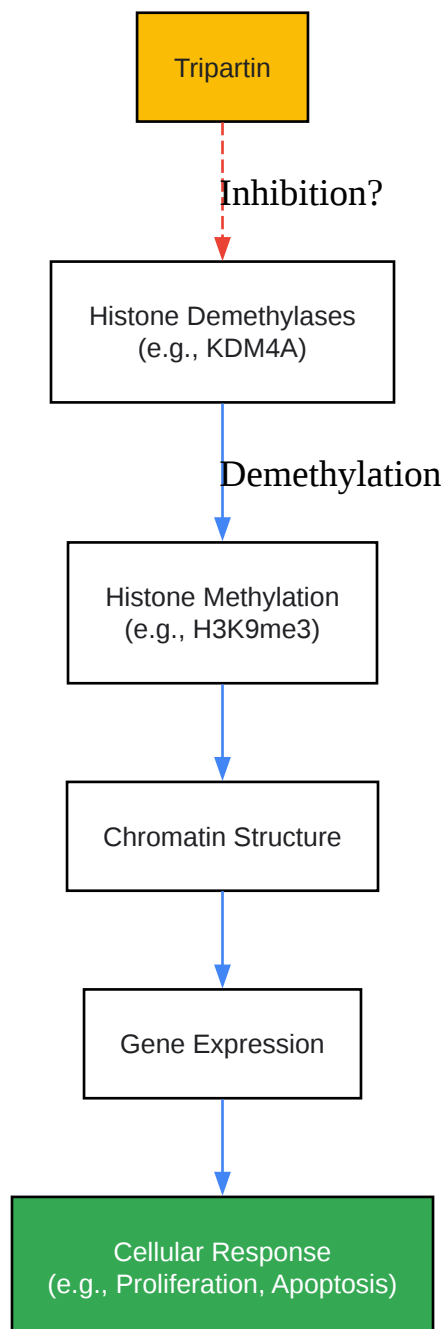 Tripartin
Inhibition?
Histone Demethylases
(e.g., KDM4A)
Demethylation
Histone Methylation
(e.g., H3K9me3)
Chromatin Structure
Gene Expression
Cellular Response
(e.g., Proliferation, Apoptosis)